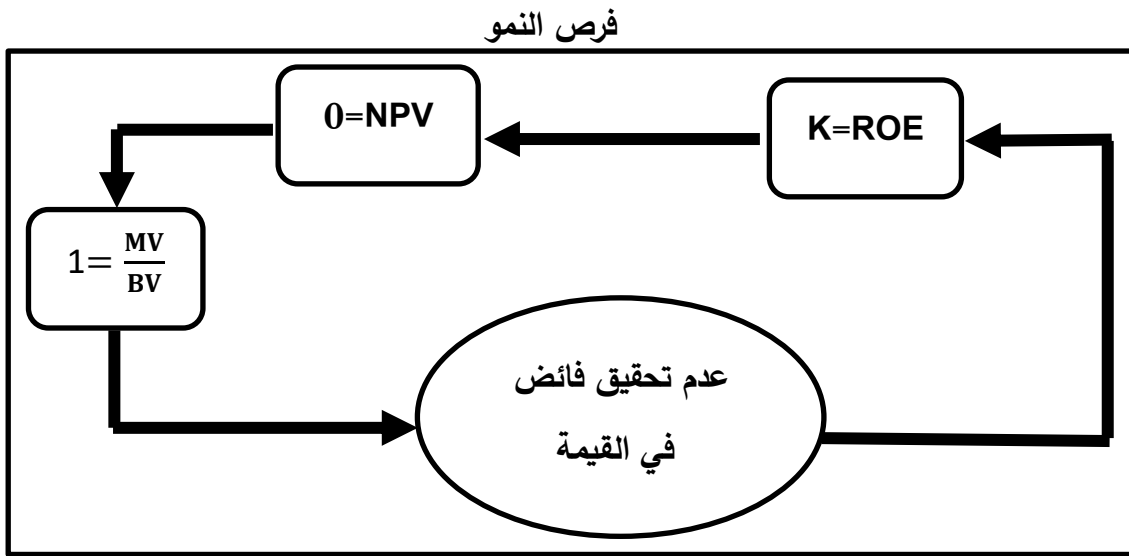 فرص النمو
K=ROE
0=NPV
1= MV/BV
عدم تحقيق فائض
في القيمة